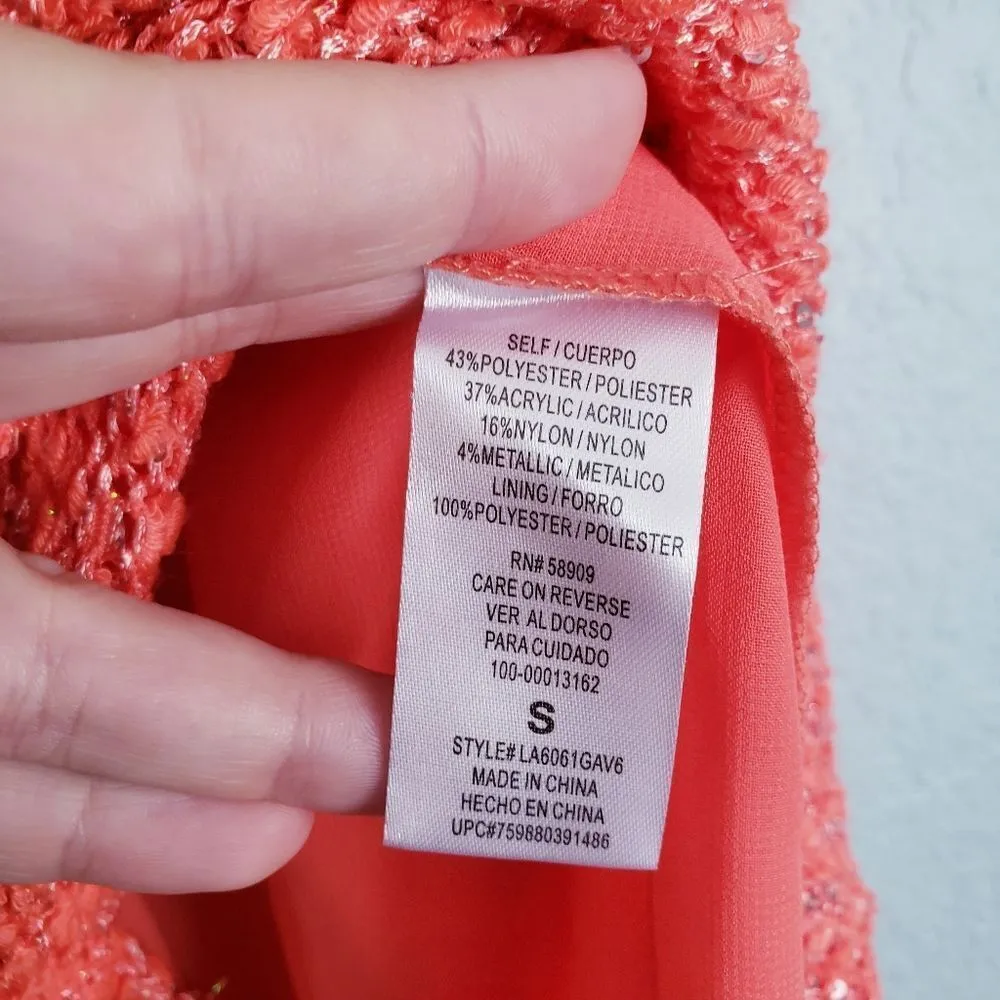 SELF / CUERPO
43%POLYESTER / POLIESTER
37%ACRYLIC / ACRILICO
16%NYLON / NYLON
4%METALLIC / METALICO
LINING / FORRO
100%POLYESTER / POLIESTER
RN# 58909
CARE ON REVERSE
VER AL DORSO
PARA CUIDADO
100-00013162
S
STYLE# LA6061GAV6
MADE IN CHINA
HECHO EN CHINA
UPC#759880391486